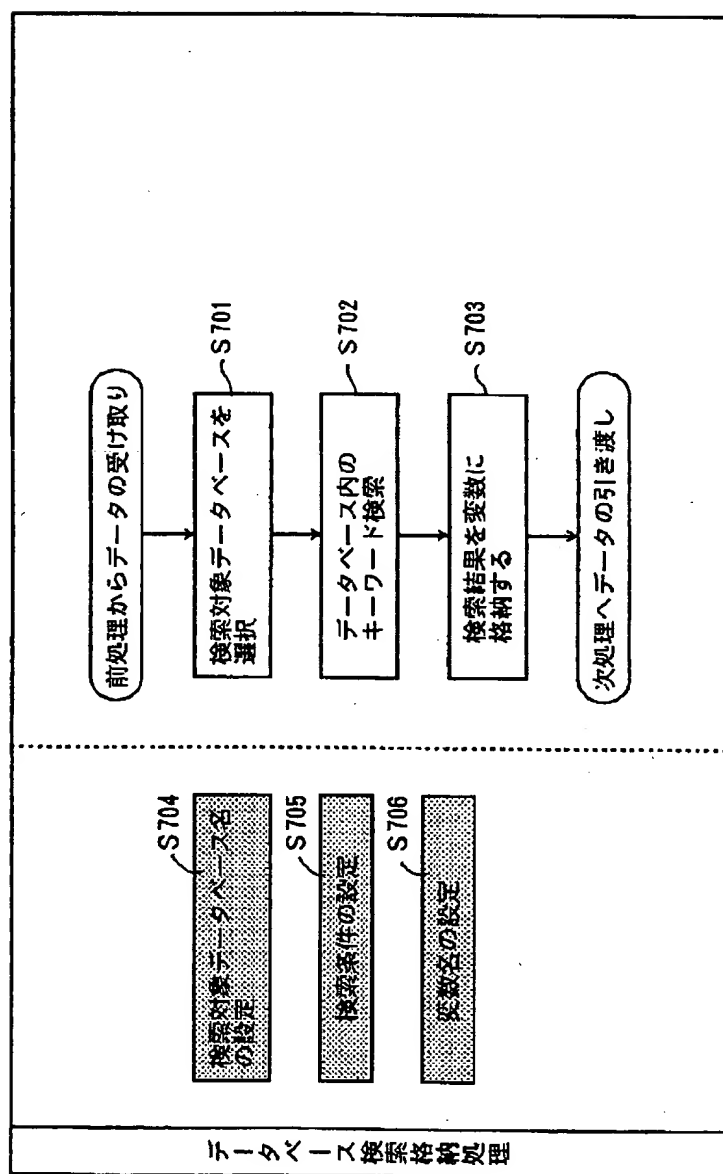 データベース検索格納処理
検索対象データベース名
の設定
S704
検索条件の設定
S705
変数名の設定
S706
前処理からデータの受け取り
検索対象データベースを
選択
S701
データベース内の
キーワード検索
S702
検索結果を変数に
格納する
S703
次処理へデータの引き渡し